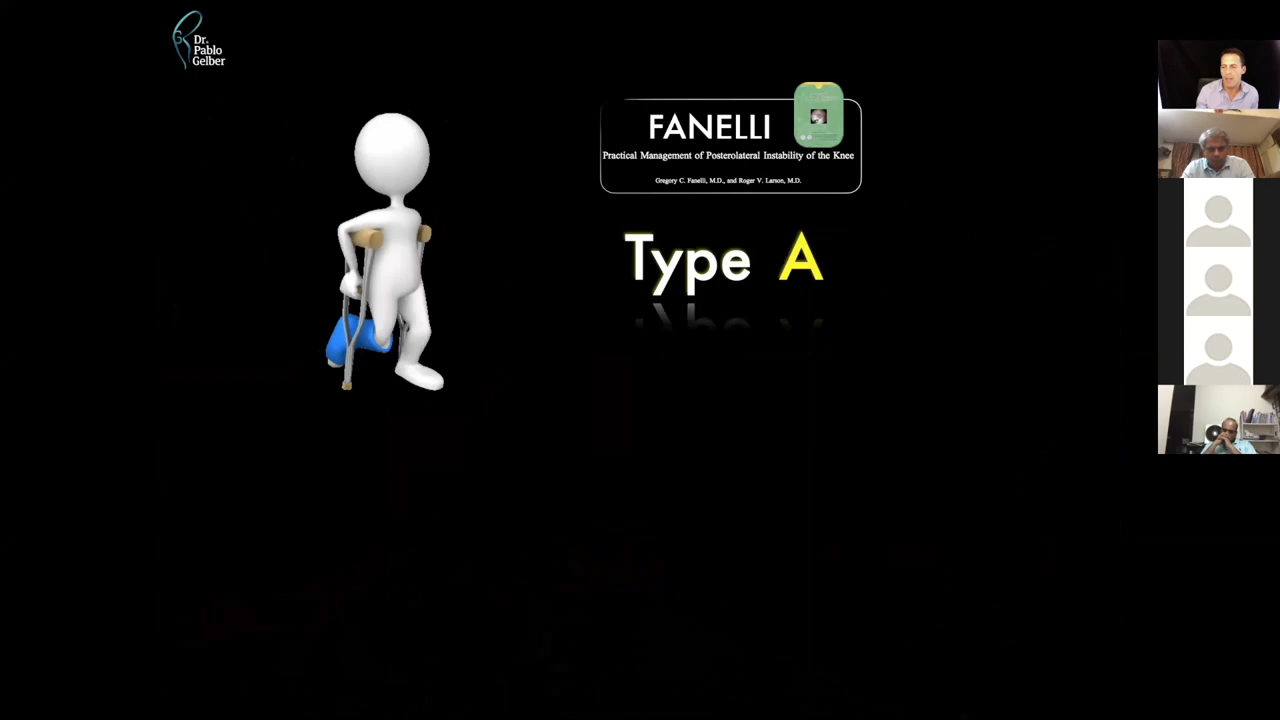 Dr.
Pablo
Gelber
FANELLI
Practical Management of Posterolateral Instability of the Knee
Gregory C. Fanelli, M.D., and Roger V. Larson, M.D.
Type A